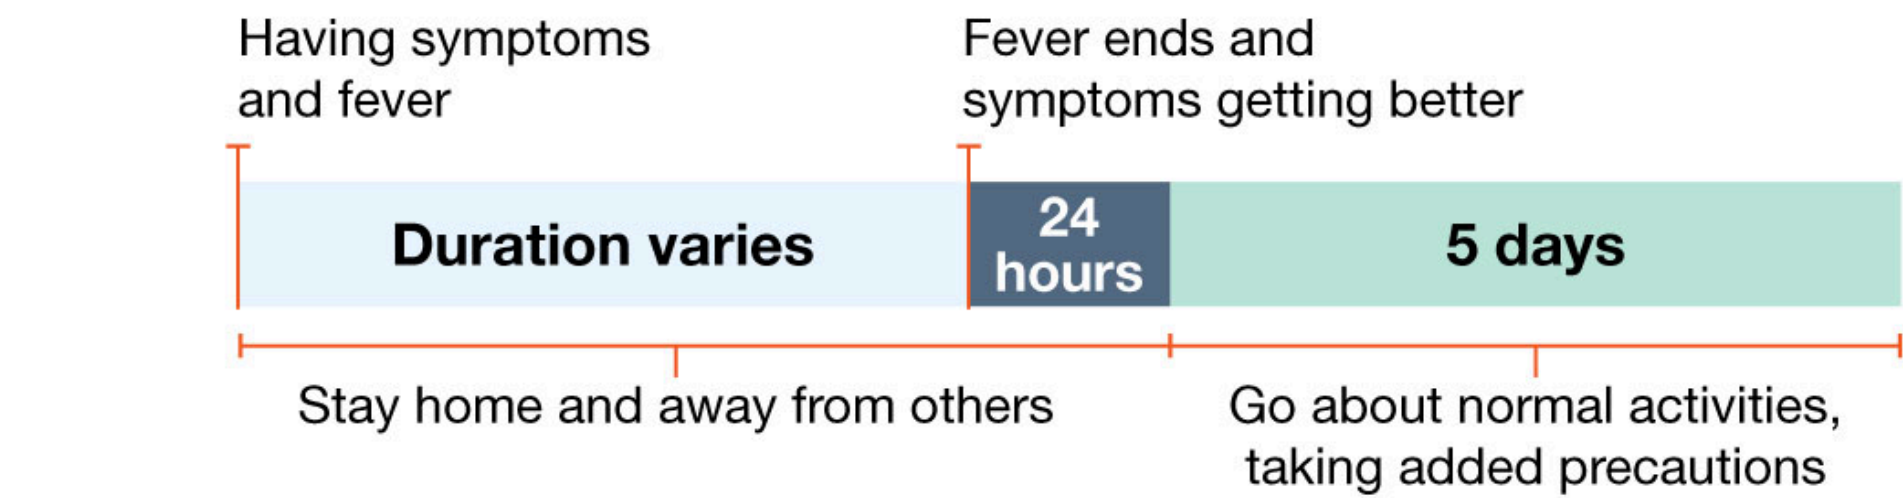 Having symptoms
and fever
Fever ends and
symptoms getting better
Duration varies
24
hours
5 days
Stay home and away from others
Go about normal activities,
taking added precautions